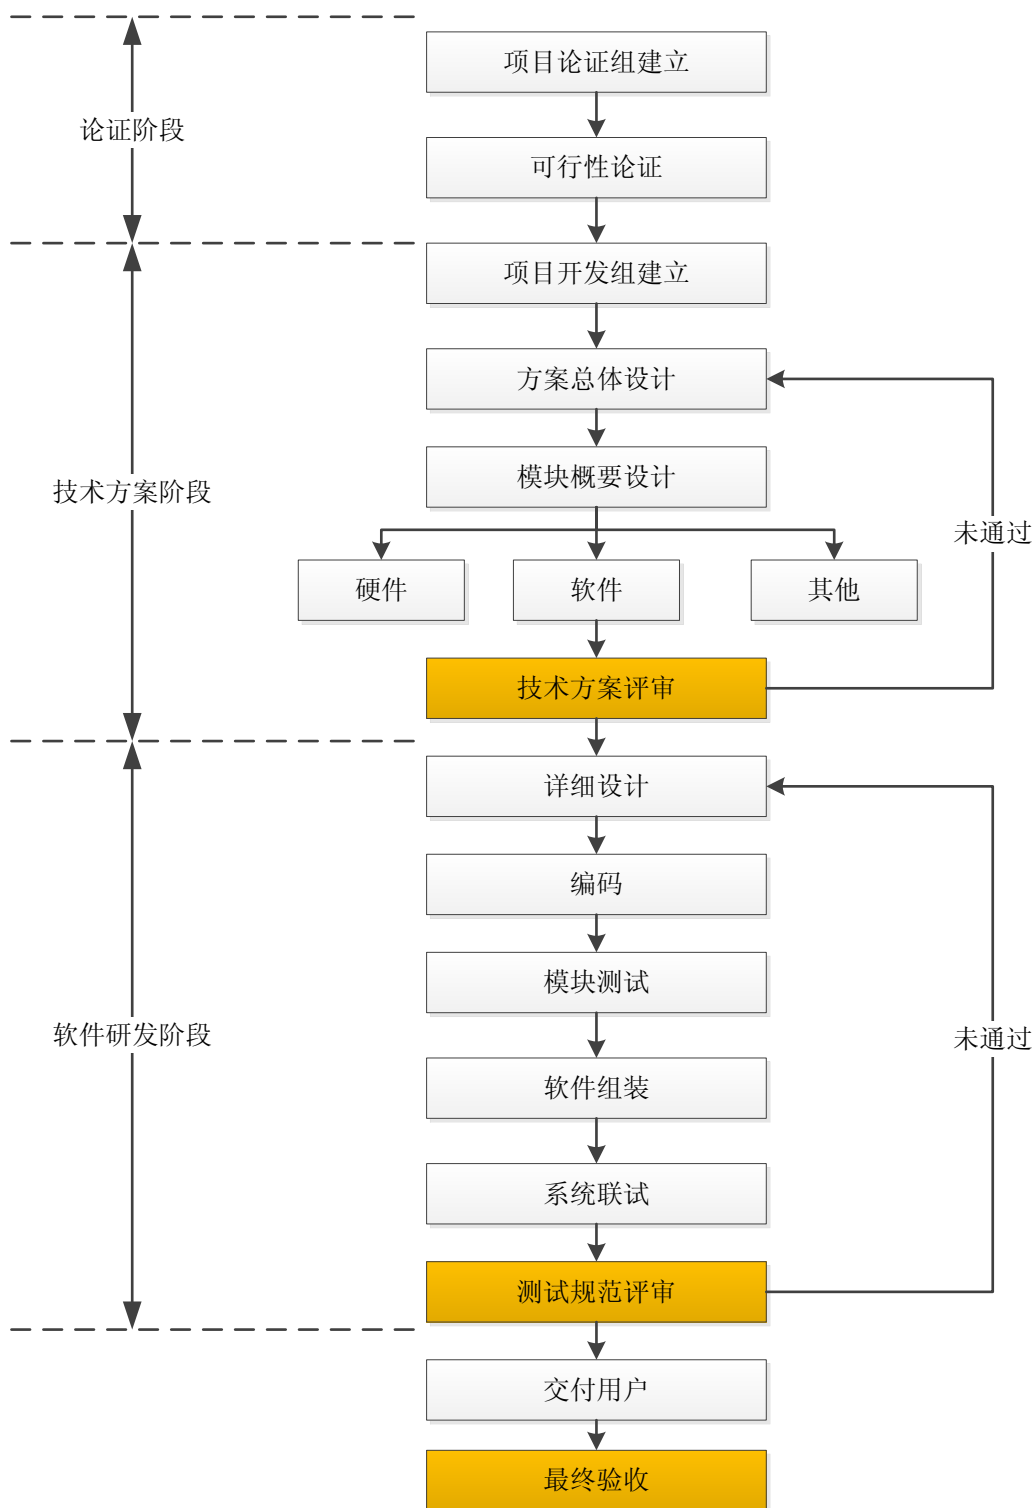 项目论证组建立
论证阶段
可行性论证
项目开发组建立
方案总体设计
模块概要设计
技术方案阶段
未通过
硬件
软件
其他
技术方案评审
详细设计
编码
模块测试
软件研发阶段
未通过
软件组装
系统联试
测试规范评审
交付用户
最终验收